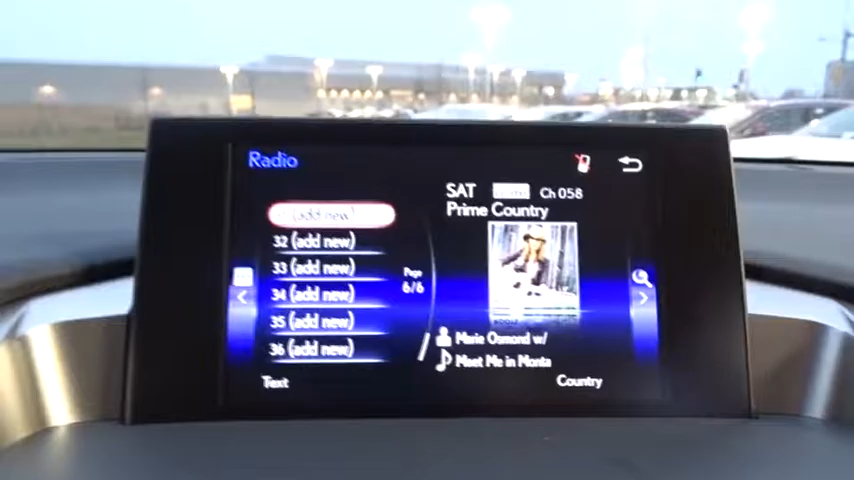 Radio
SAT Ch 058
Prime Country
(add new)
32 (add new)
33 (add new)
34 (add new)
35 (add new)
36 (add new)
Page
6/6
Marie Osmond w/
Meet Me in Monta
Text
Country